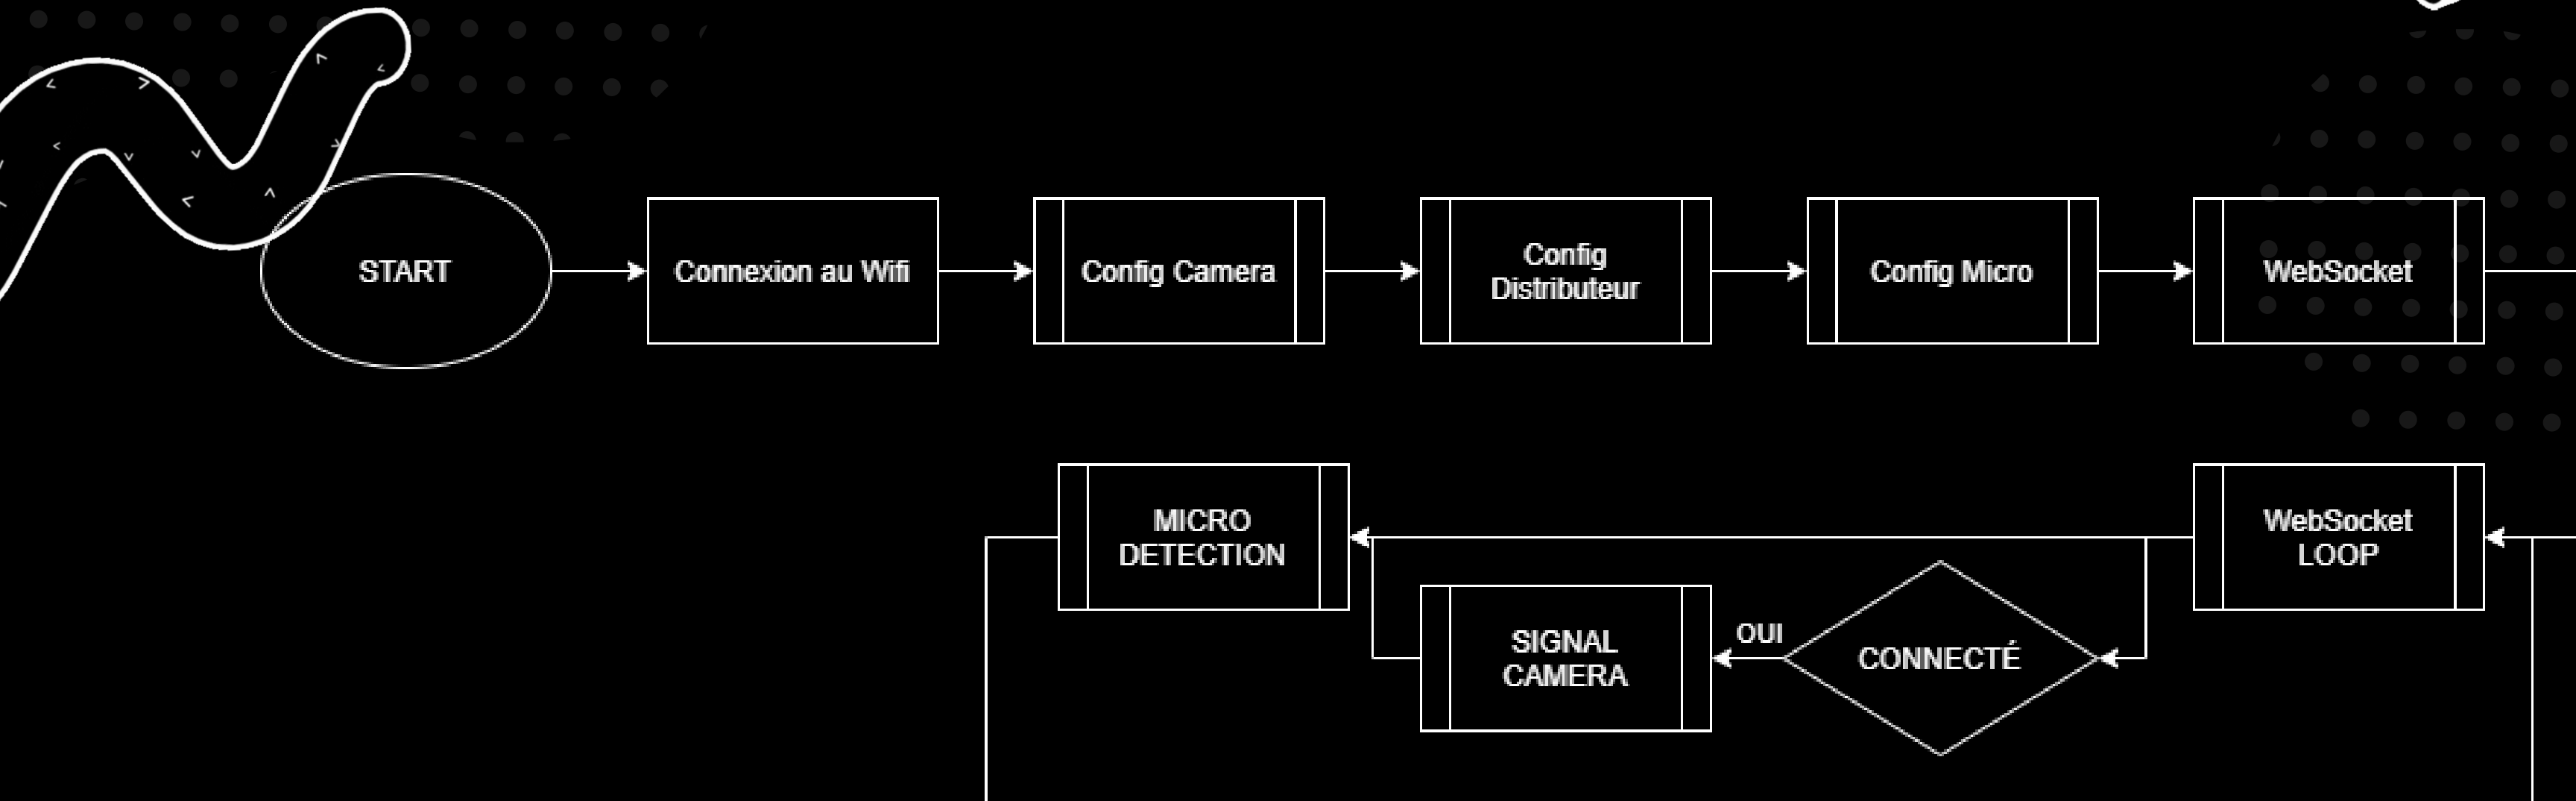 START
Connexion au Wifi
Config Camera
Config
Distributeur
Config Micro
WebSocket
MICRO
DETECTION
WebSocket
LOOP
OUI
SIGNAL
CAMERA
CONNECTÉ